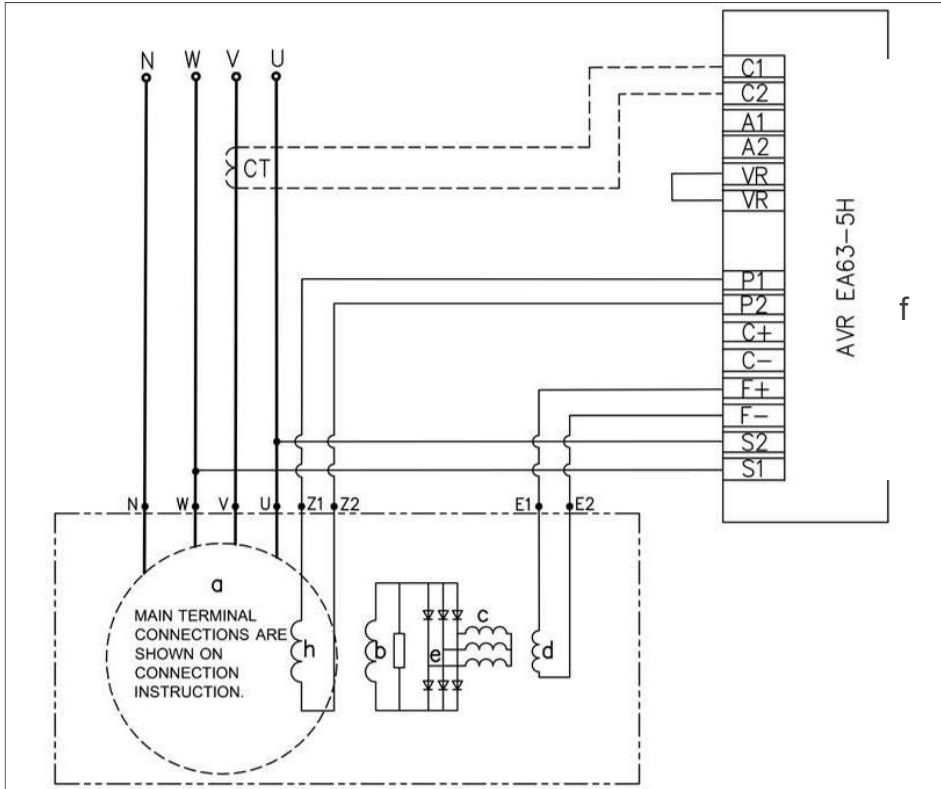 N W V U
C1
C2
A1
A2
CT
VR
VR
AVR EA63-5H
P1
P2
f
C+
C-
F+
F-
S2
S1
N W V U Z1 Z2 E1 E2
a
MAIN TERMINAL
CONNECTIONS ARE
SHOWN ON
CONNECTION
INSTRUCTION.
h
b
e
c
d